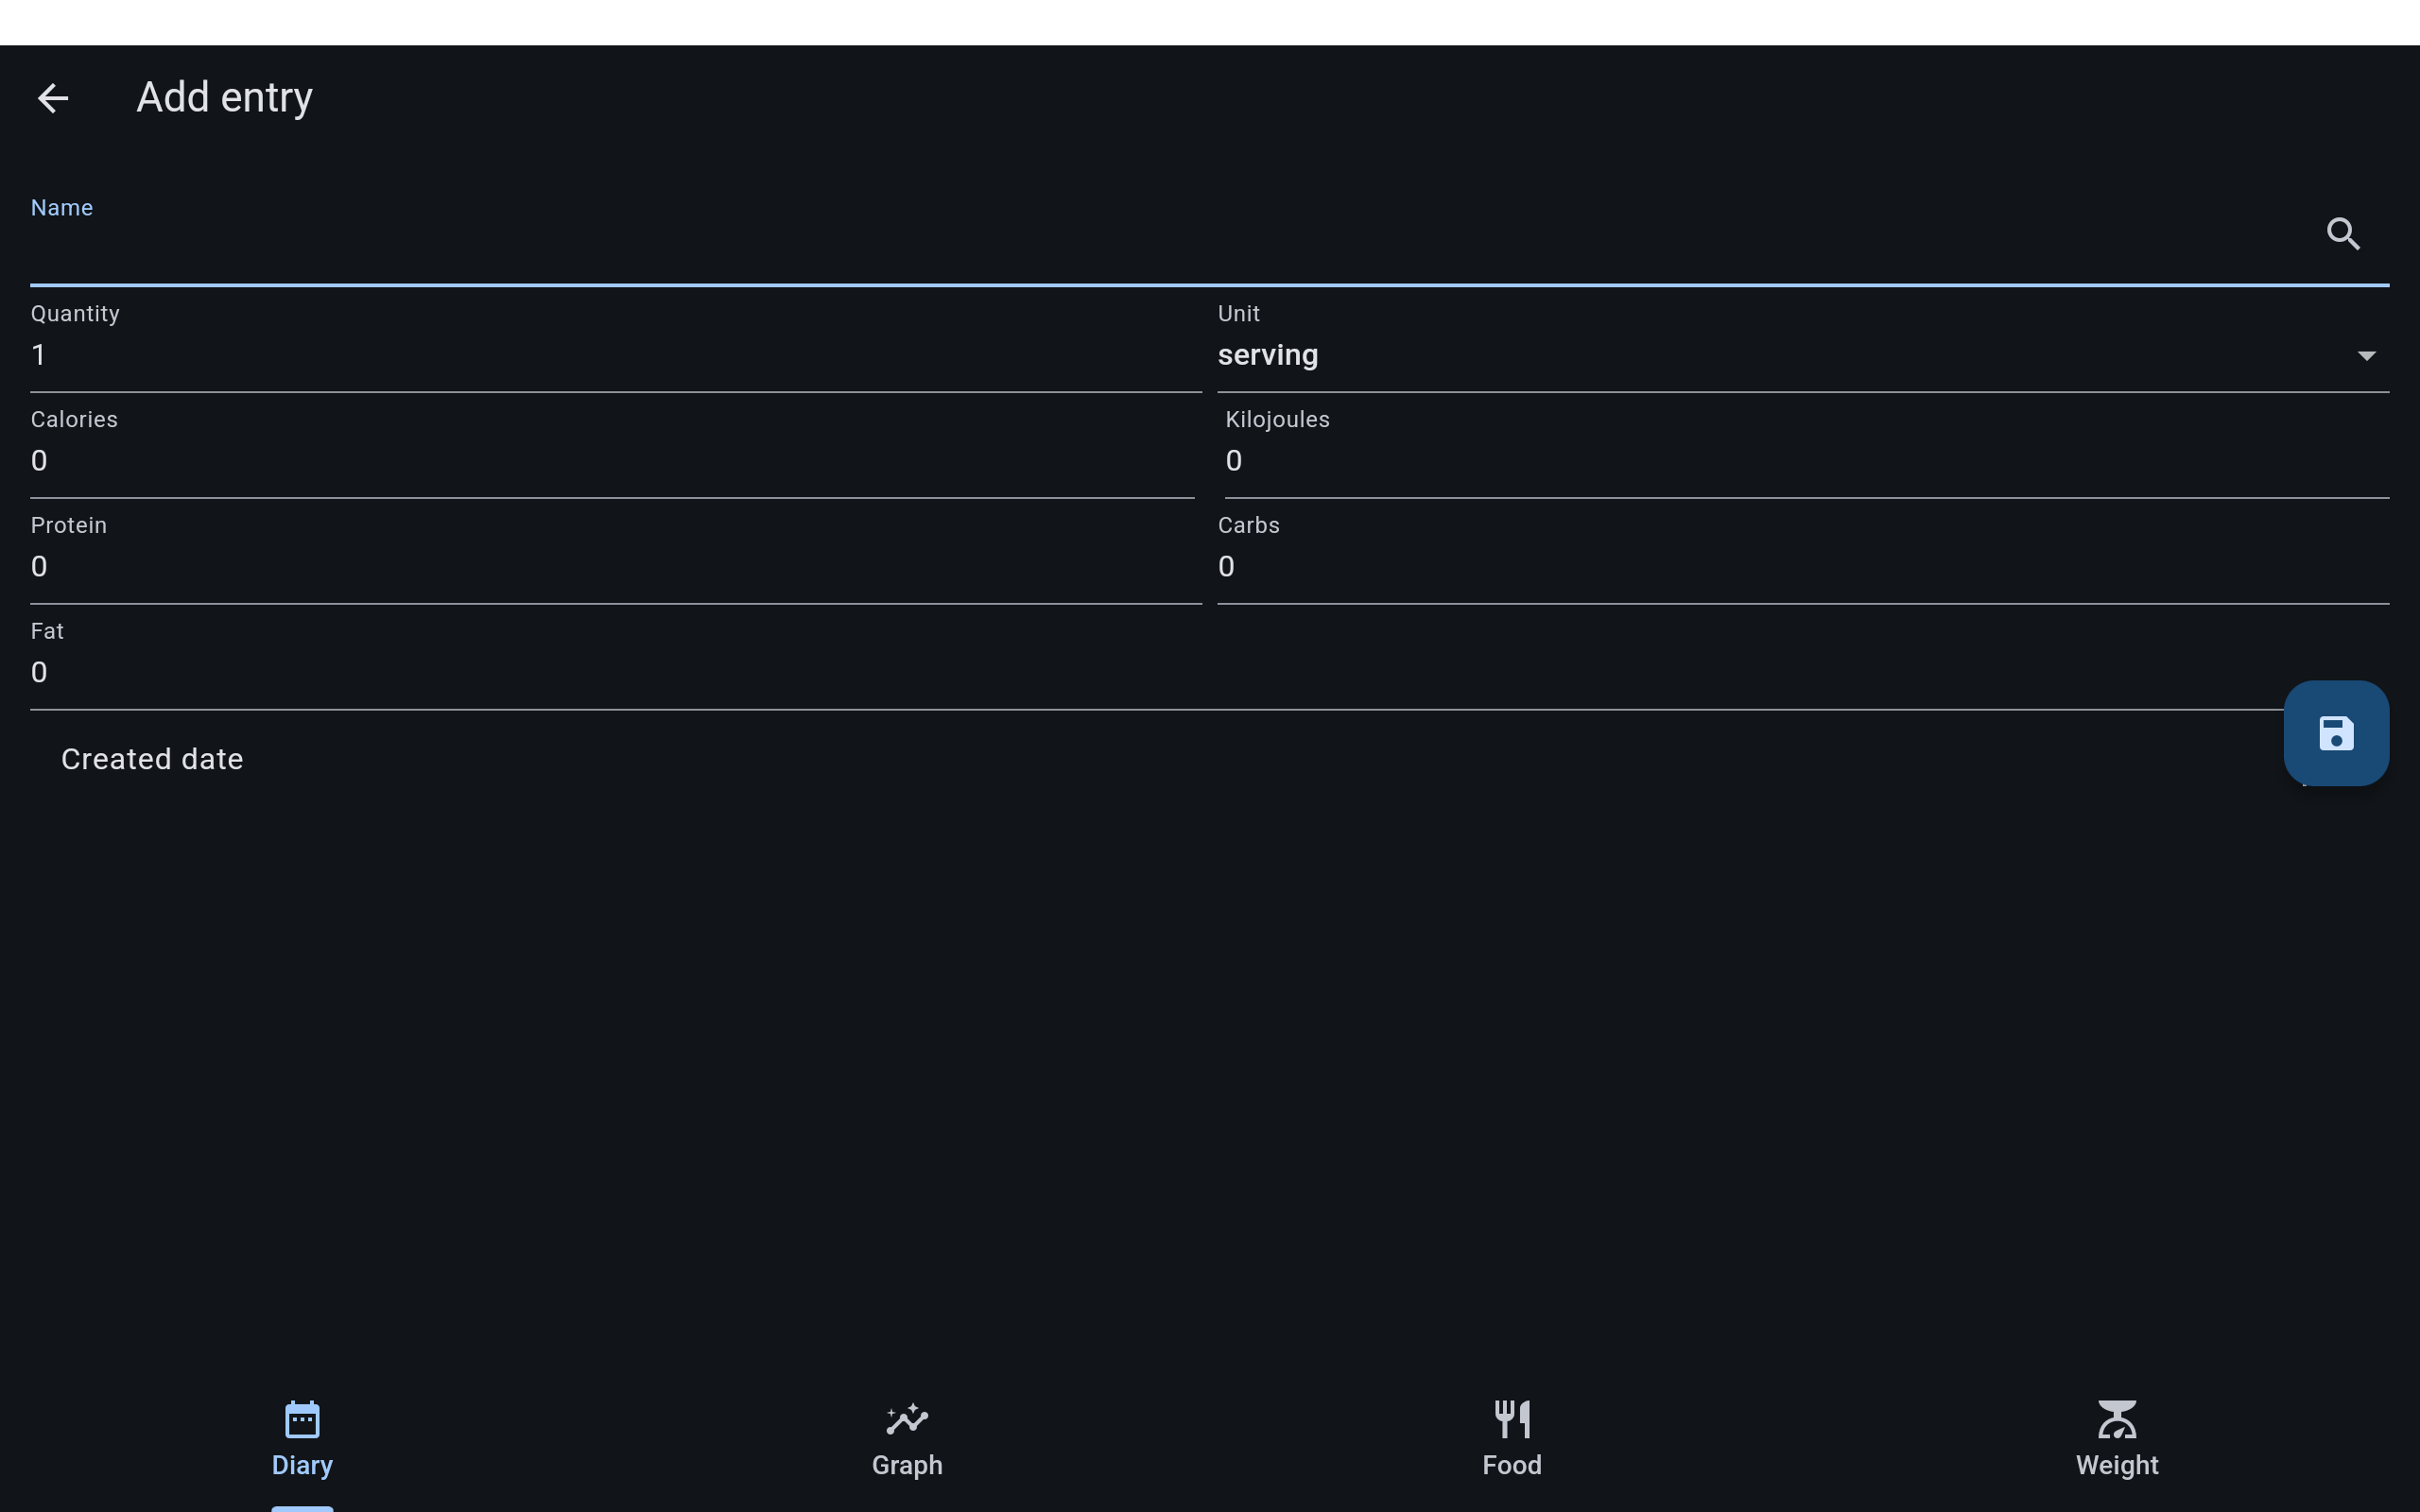 Add entry
Name
Quantity Unit
1 serving
Calories Kilojoules
0 0
Protein Carbs
0 0
Fat
0
Created date
Diary Graph Food Weight